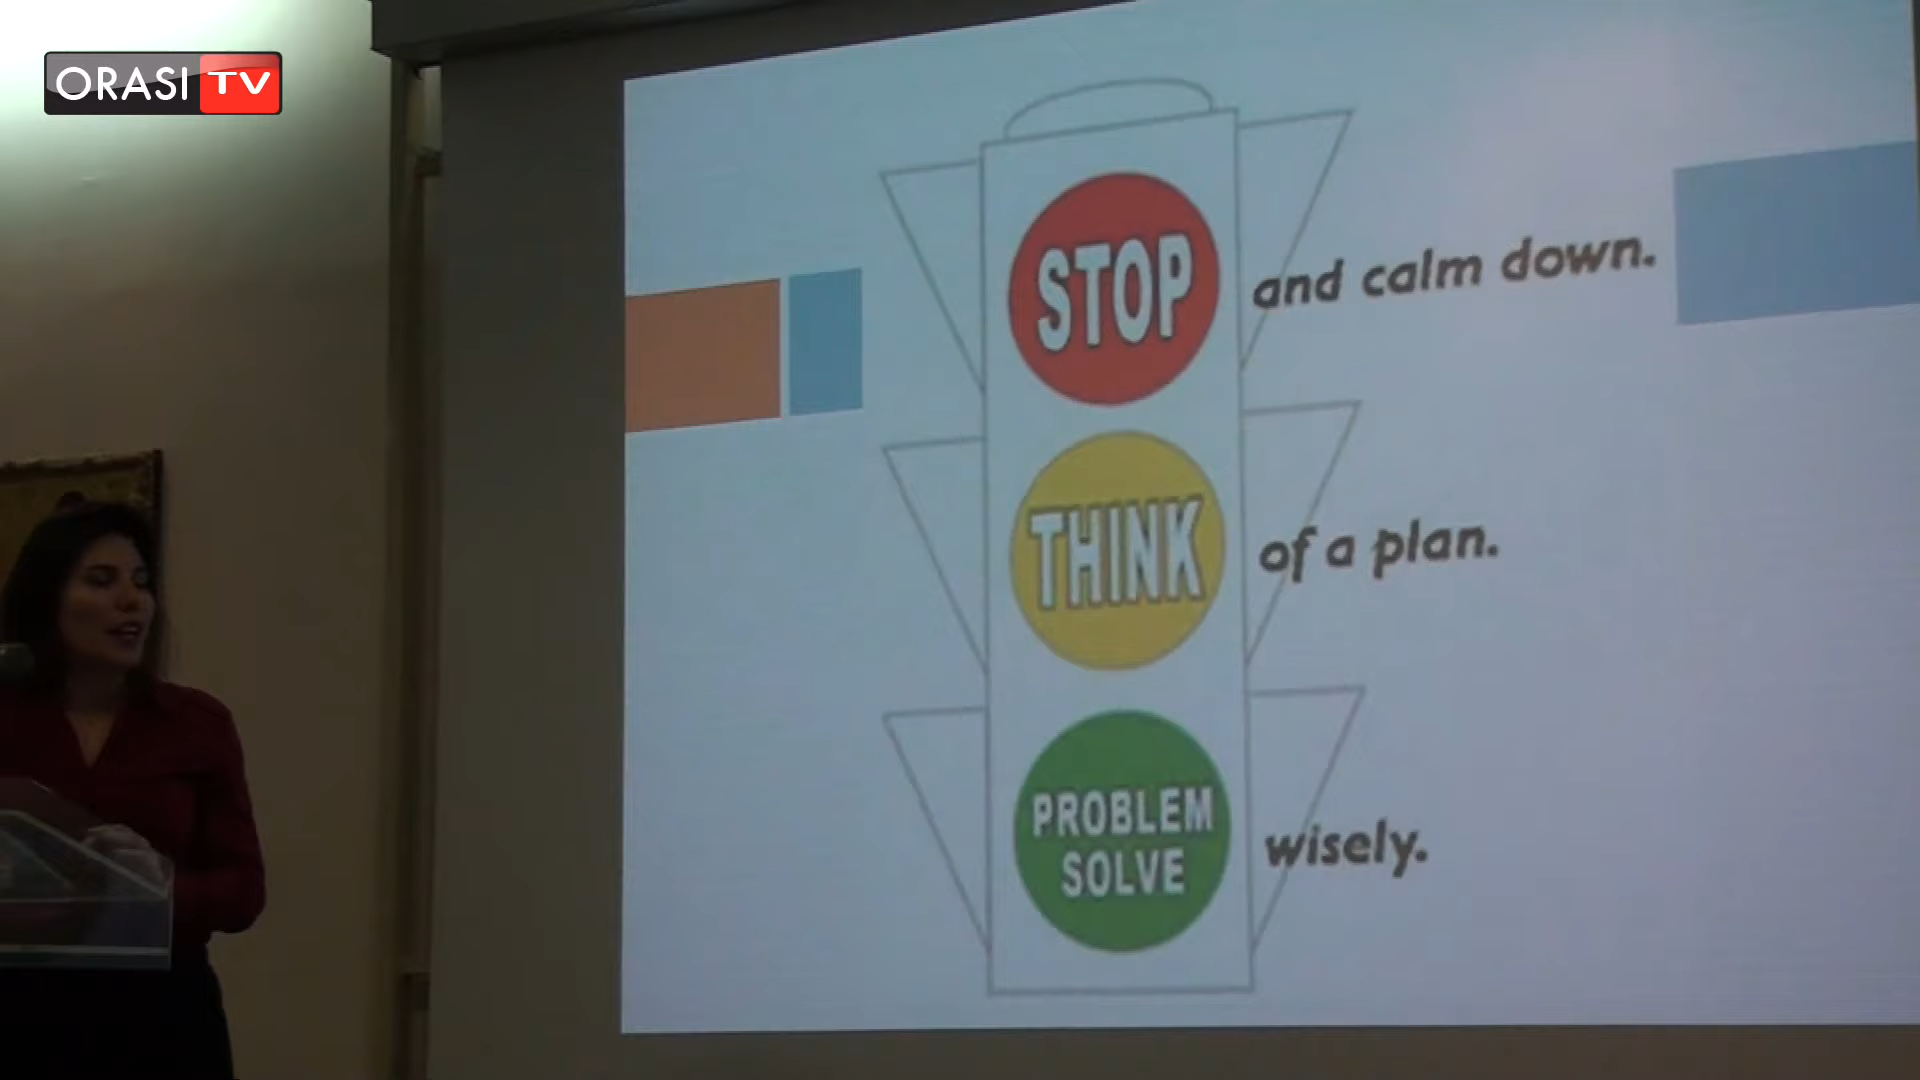 ORASI TV
STOP and calm down.
THINK of a plan.
PROBLEM
SOLVE wisely.